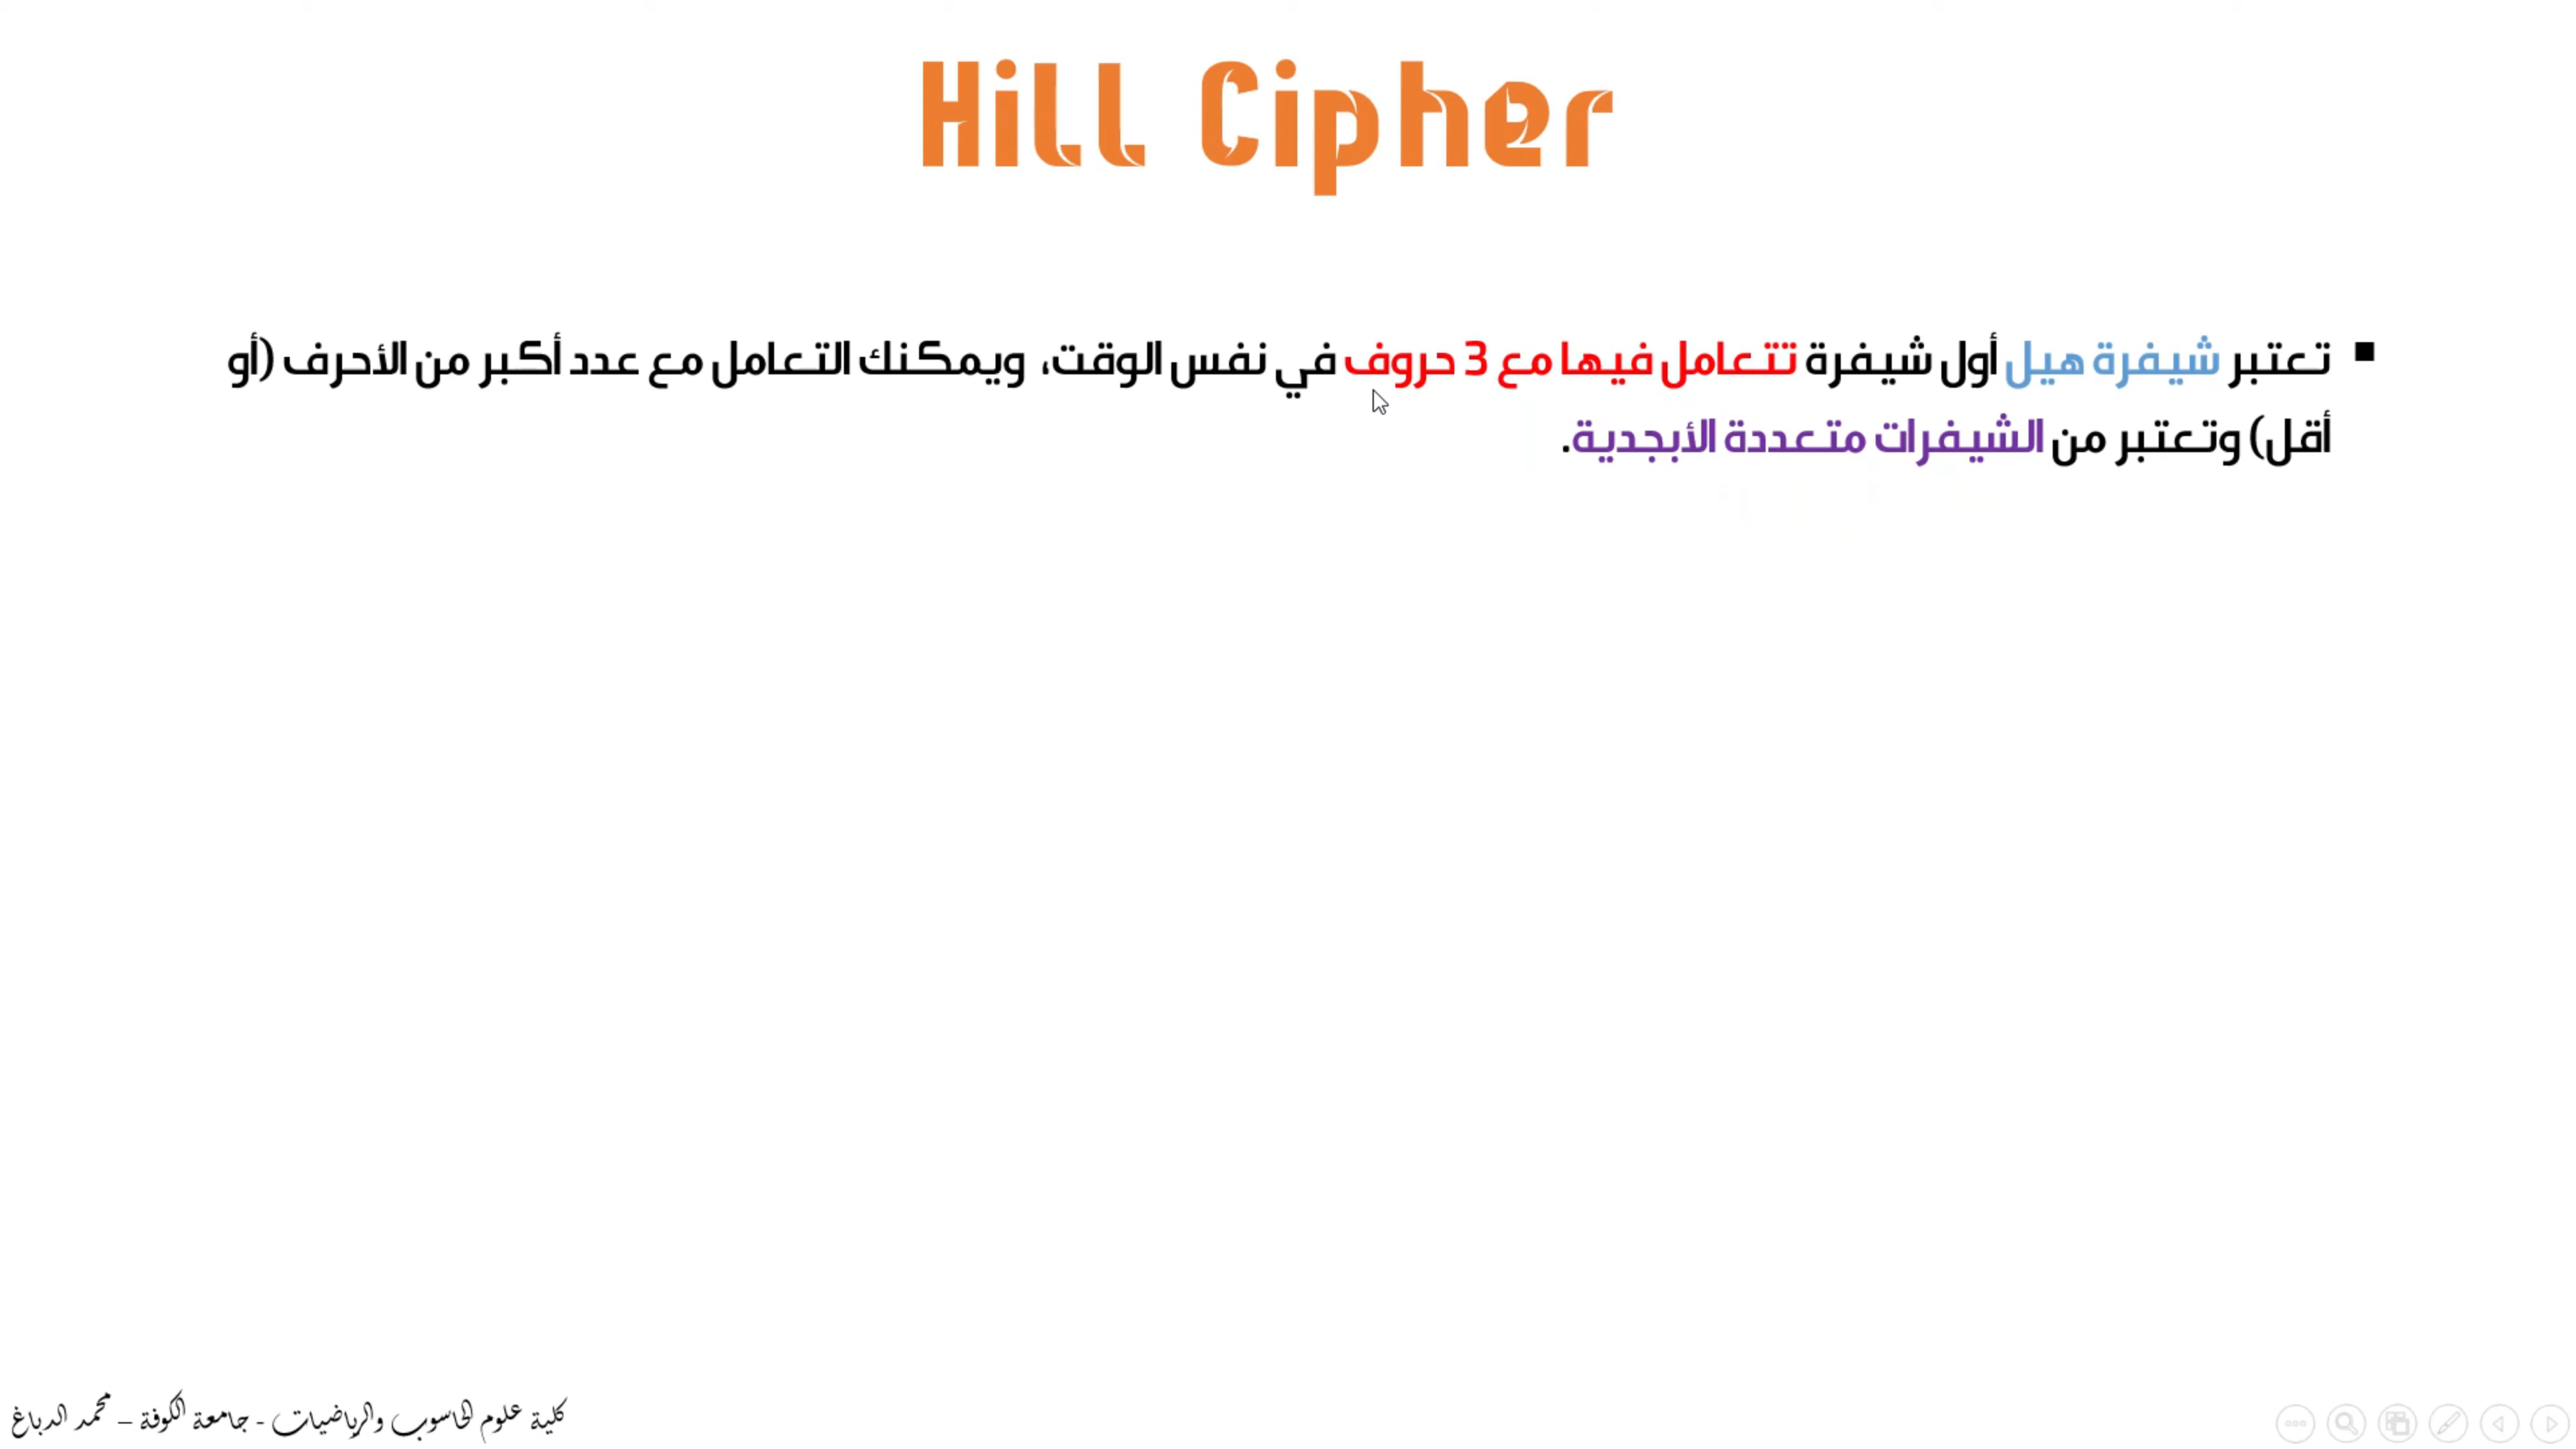 Hill Cipher
▪ تعتبر شيفرة هيل أول شيفرة تتعامل فيها مع 3 حروف في نفس الوقت، ويمكنك التعامل مع عدد أكبر من الأحرف (أو
أقل) وتعتبر من الشيفرات متعددة الأبجدية.
كلية علوم الحاسوب والرياضيات - جامعة الكوفة – محمد الدباغ